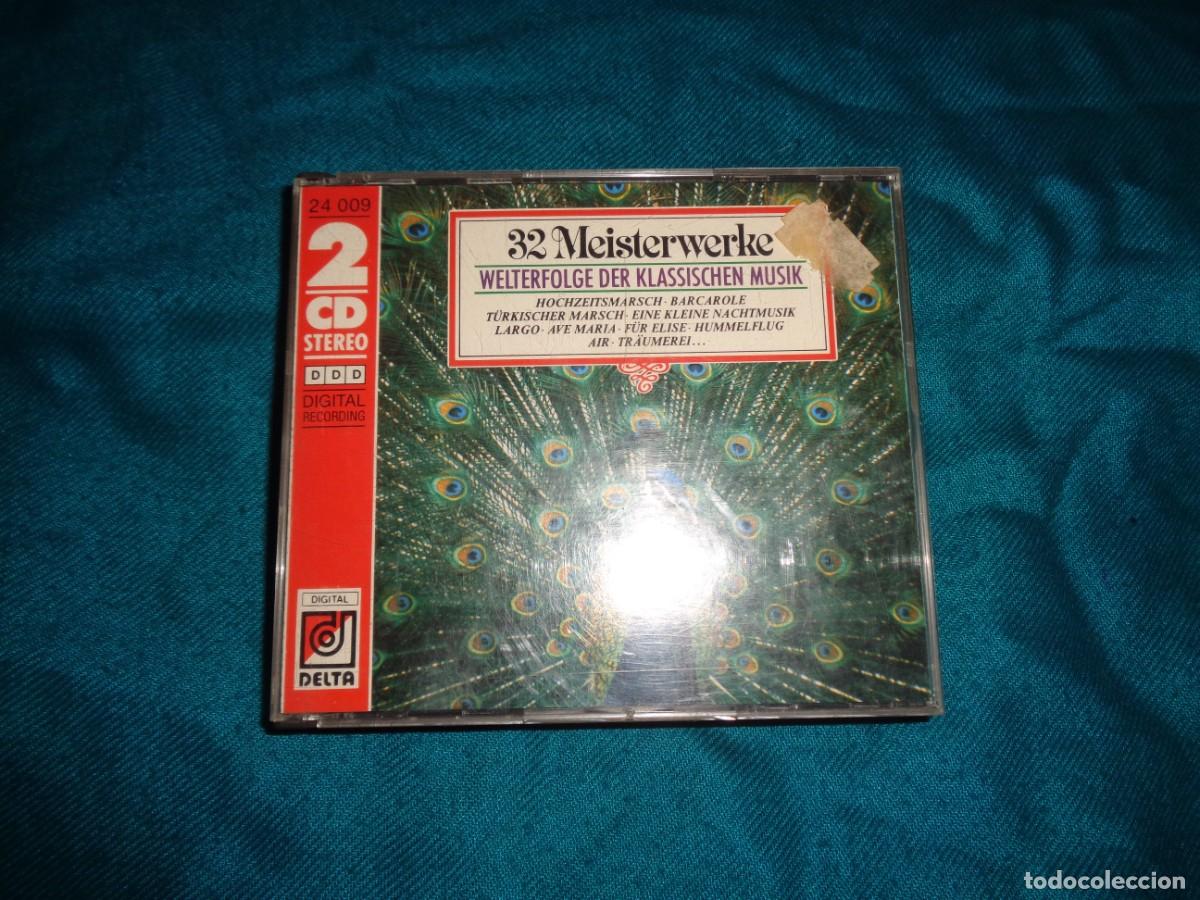 24 009
2
CD
STEREO
D D D
DIGITAL
RECORDING
DIGITAL
d
DELTA
32 Meisterwerke
WELTERFOLGE DER KLASSISCHEN MUSIK
HOCHZEITSMARSCH · BARCAROLE
TÜRKISCHER MARSCH · EINE KLEINE NACHTMUSIK
LARGO · AVE MARIA · FÜR ELISE · HUMMELFLUG
AIR · TRÄUMEREI...
todocoleccion